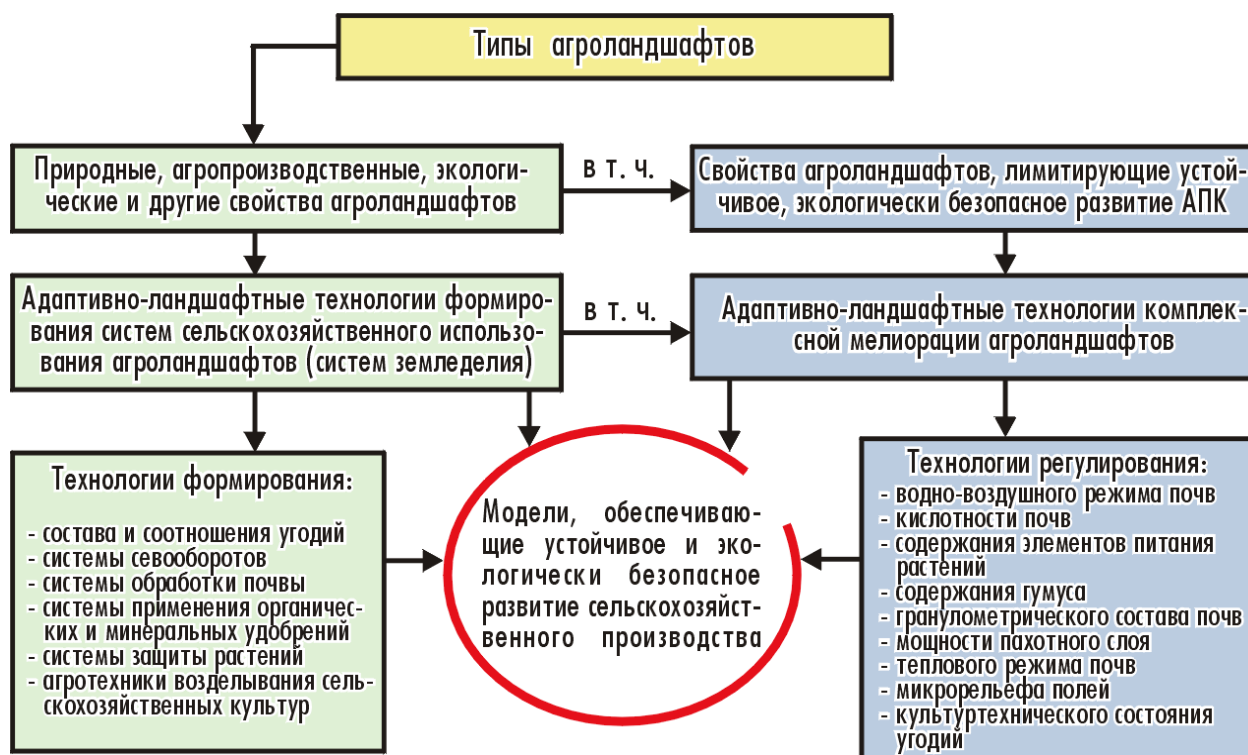 Типы агроландшафтов
Природные, агропроизводственные, экологи-
ческие и другие свойства агроландшафтов
в т. ч.
Свойства агроландшафтов, лимитирующие устой-
чивое, экологически безопасное развитие АПК
Адаптивно-ландшафтные технологии формиро-
вания систем сельскохозяйственного использо-
вания агроландшафтов (систем земледелия)
в т. ч.
Адаптивно-ландшафтные технологии комплек-
сной мелиорации агроландшафтов
Технологии формирования:
- состава и соотношения угодий
- системы севооборотов
- системы обработки почвы
- системы применения органичес-
ких и минеральных удобрений
- системы защиты растений
- агротехники возделывания сель-
скохозяйственных культур
Модели, обеспечиваю-
щие устойчивое и эко-
логически безопасное
развитие сельскохозяйст-
венного производства
Технологии регулирования:
- водно-воздушного режима почв
- кислотности почв
- содержания элементов питания
растений
- содержания гумуса
- гранулометрического состава почв
- мощности пахотного слоя
- теплового режима почв
- микрорельефа полей
- культуртехнического состояния
угодий